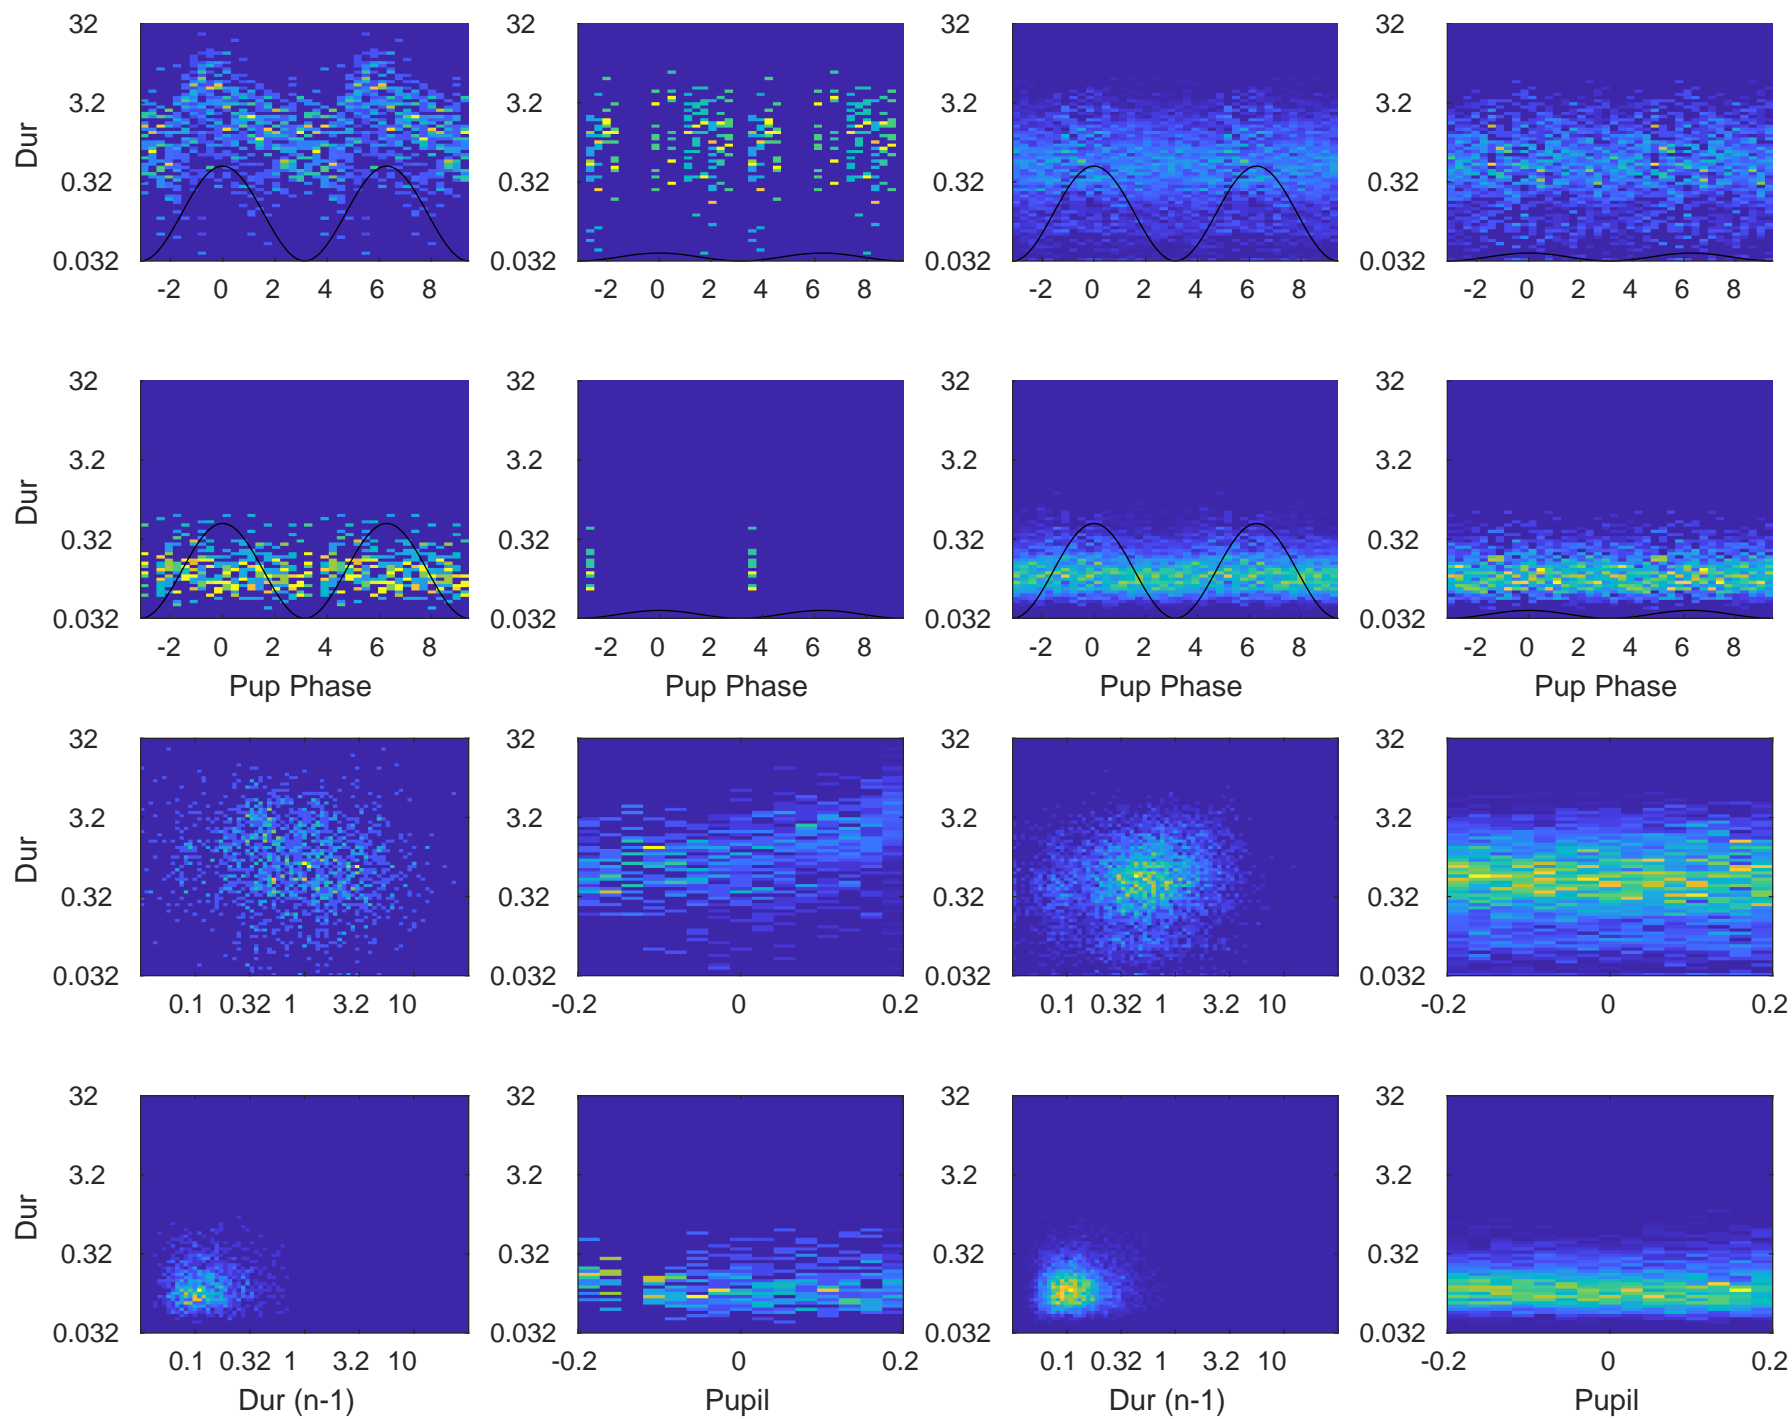 32 32 32 32
Dur 3.2 3.2 3.2 3.2
0.32 0.32 0.32 0.32
0.032 0.032 0.032 0.032
-2 0 2 4 6 8 -2 0 2 4 6 8 -2 0 2 4 6 8 -2 0 2 4 6 8
32 32 32 32
Dur 3.2 3.2 3.2 3.2
0.32 0.32 0.32 0.32
0.032 0.032 0.032 0.032
-2 0 2 4 6 8 -2 0 2 4 6 8 -2 0 2 4 6 8 -2 0 2 4 6 8
Pup Phase Pup Phase Pup Phase Pup Phase
32 32 32 32
Dur 3.2 3.2 3.2 3.2
0.32 0.32 0.32 0.32
0.032 0.032 0.032 0.032
0.1 0.32 1 3.2 10 -0.2 0 0.2 0.1 0.32 1 3.2 10 -0.2 0 0.2
32 32 32 32
Dur 3.2 3.2 3.2 3.2
0.32 0.32 0.32 0.32
0.032 0.032 0.032 0.032
0.1 0.32 1 3.2 10 -0.2 0 0.2 0.1 0.32 1 3.2 10 -0.2 0 0.2
Dur (n-1) Pupil Dur (n-1) Pupil